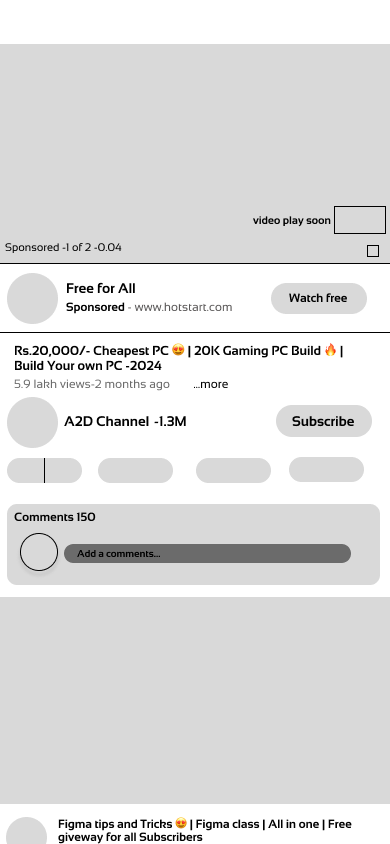 video play soon
Sponsored -1 of 2 -0.04
Free for All
Sponsored - www.hotstart.com
Watch free
Rs.20,000/- Cheapest PC 😍 | 20K Gaming PC Build 🔥 |
Build Your own PC -2024
5.9 lakh views-2 months ago ...more
A2D Channel -1.3M
Subscribe
Comments 150
Add a comments...
Figma tips and Tricks 😍 | Figma class | All in one | Free
giveway for all Subscribers